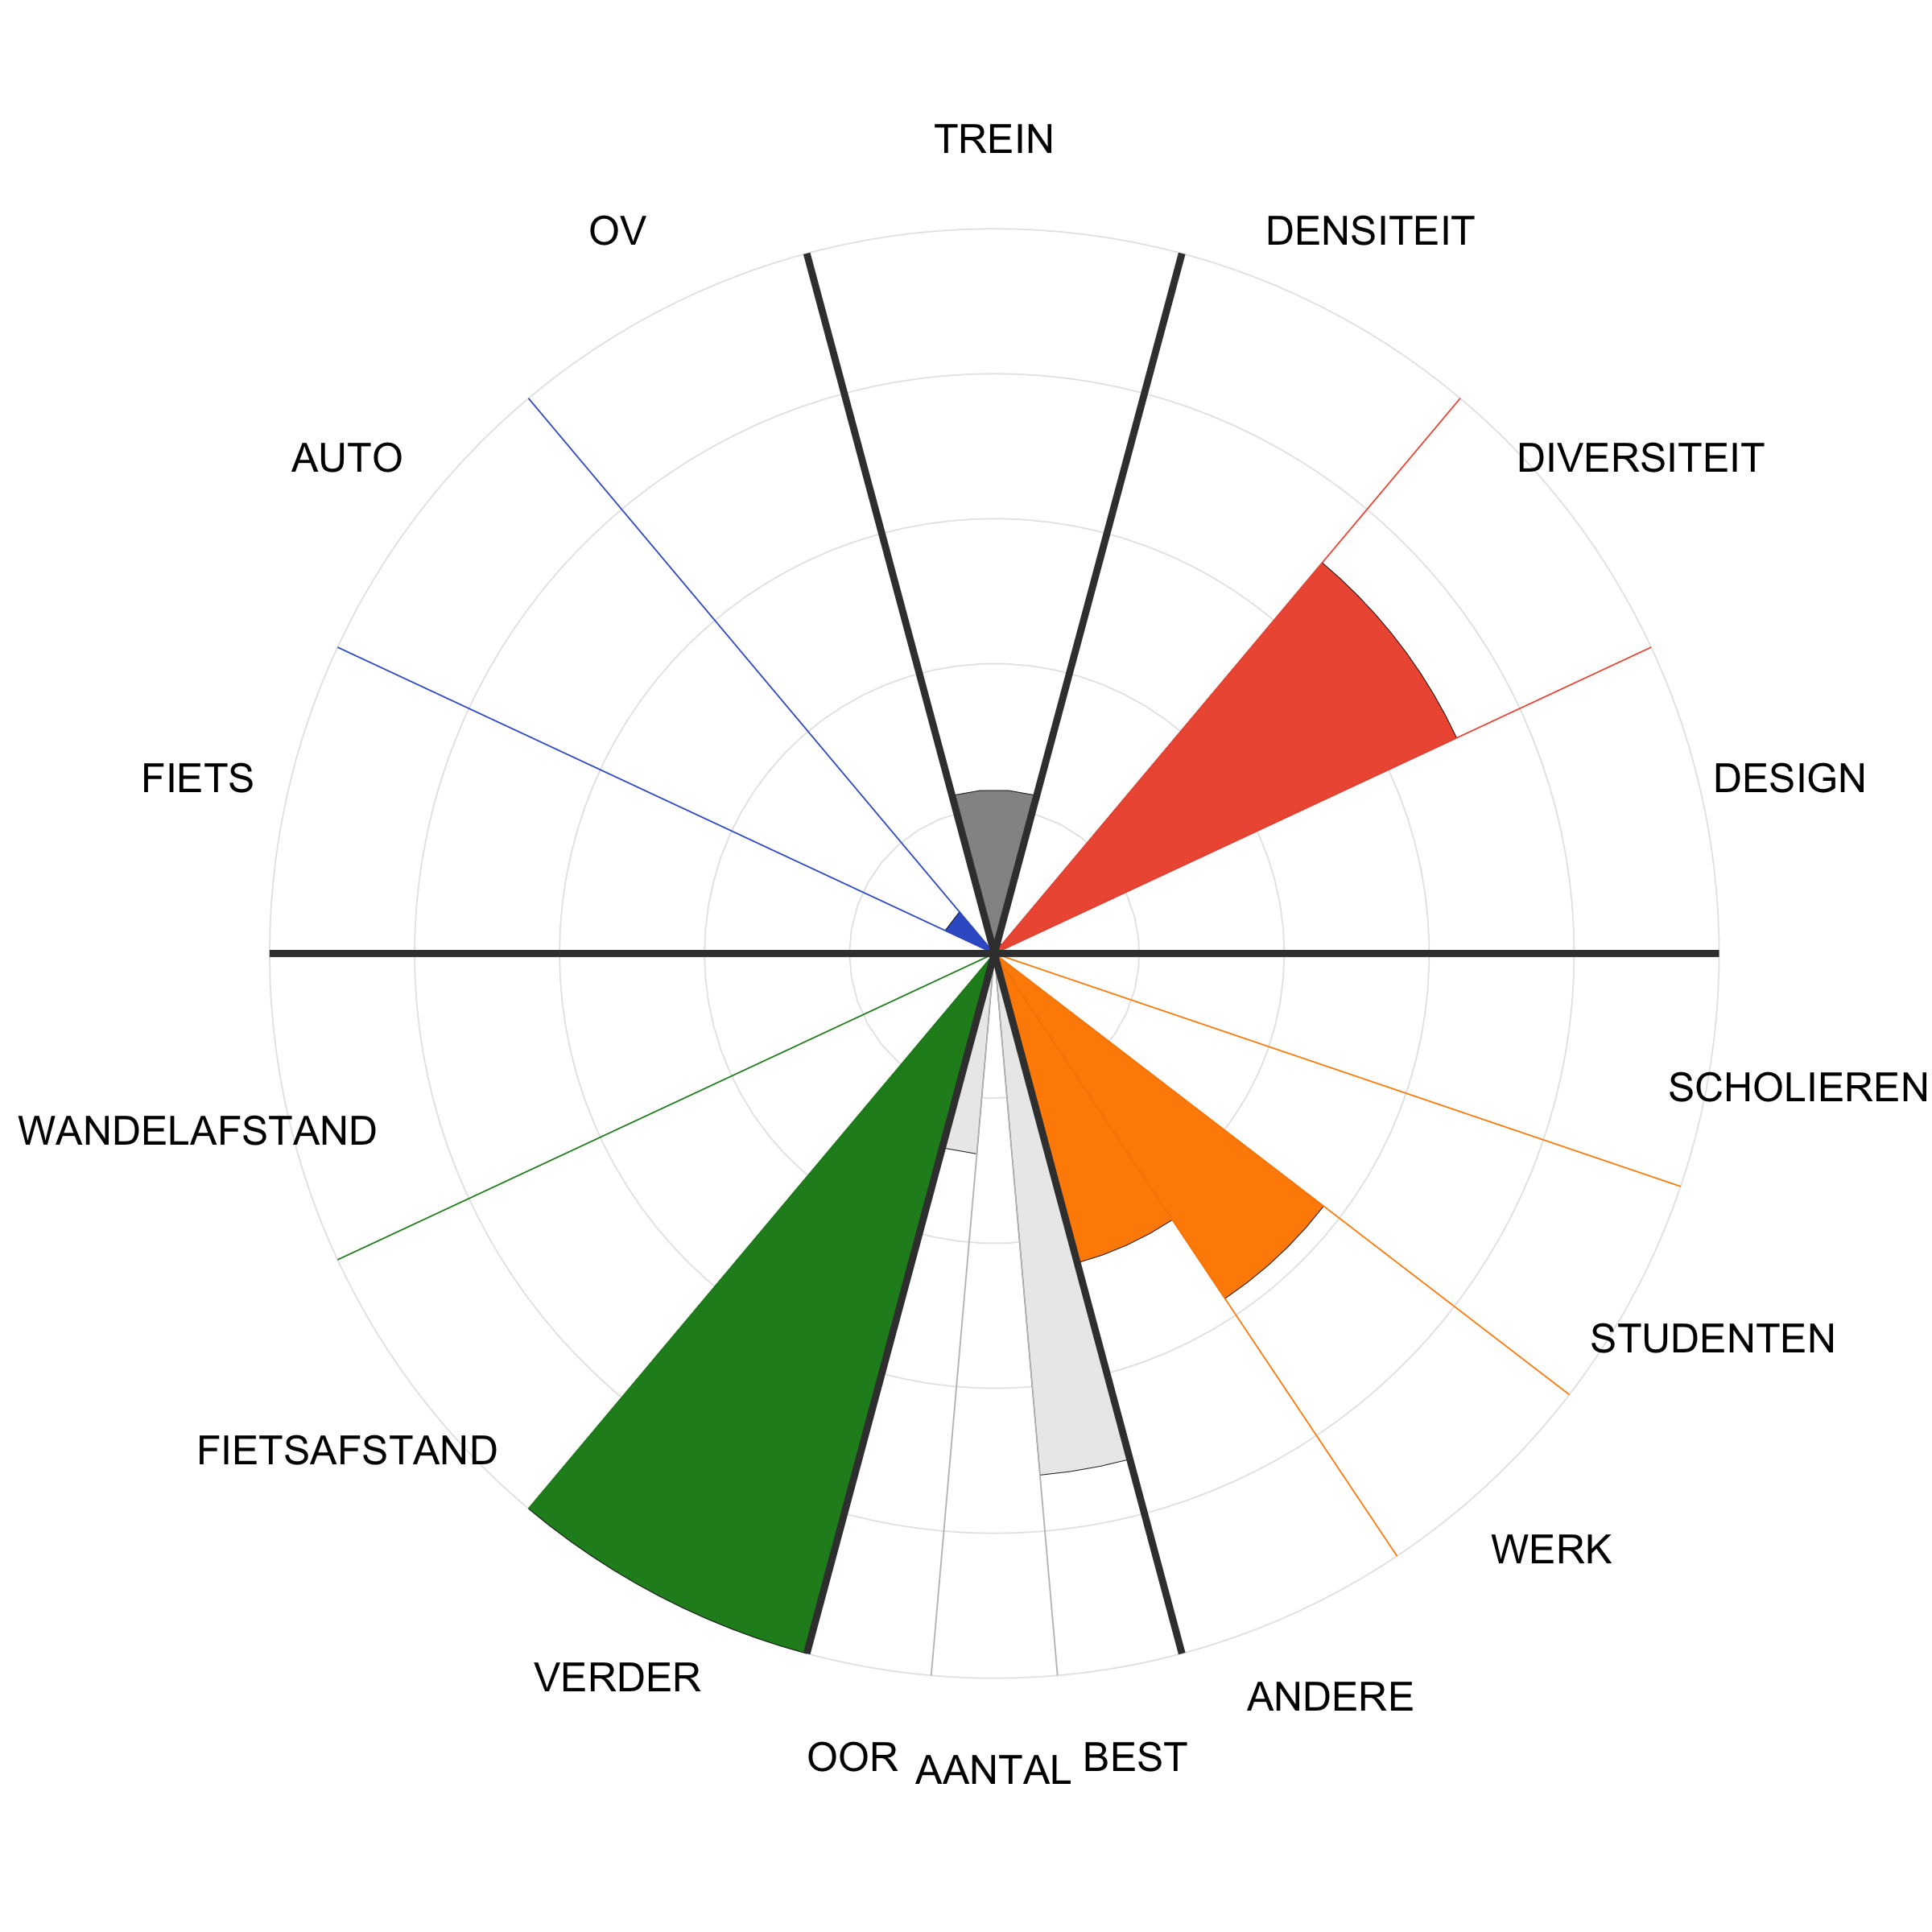 TREIN
OV
DENSITEIT
AUTO
DIVERSITEIT
FIETS
DESIGN
SCHOLIEREN
WANDELAFSTAND
STUDENTEN
FIETSAFSTAND
WERK
VERDER
ANDERE
OOR
AANTAL
BEST